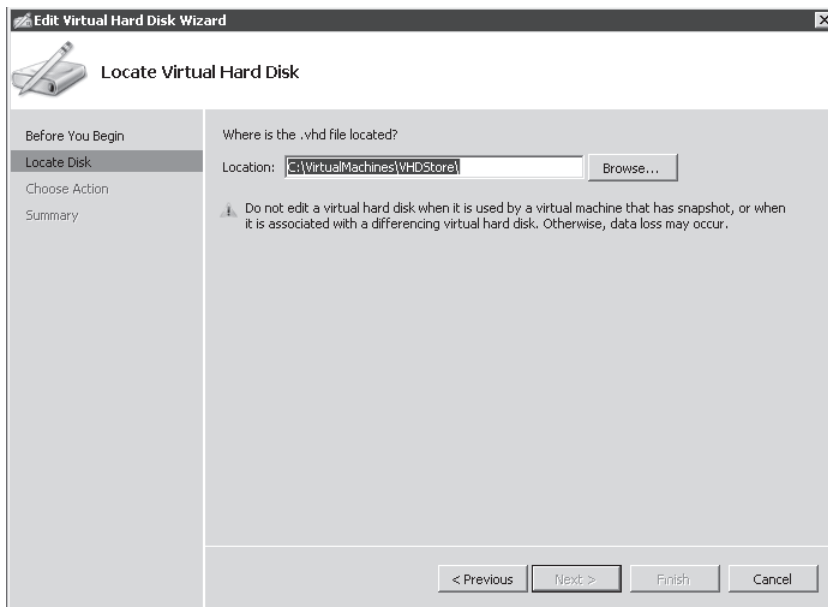 Edit Virtual Hard Disk Wizard
Locate Virtual Hard Disk
Before You Begin
Locate Disk
Choose Action
Summary
Where is the .vhd file located?
Location: C:\VirtualMachines\VHDStore\ Browse...
Do not edit a virtual hard disk when it is used by a virtual machine that has snapshot, or when
it is associated with a differencing virtual hard disk. Otherwise, data loss may occur.
< Previous Next > Finish Cancel